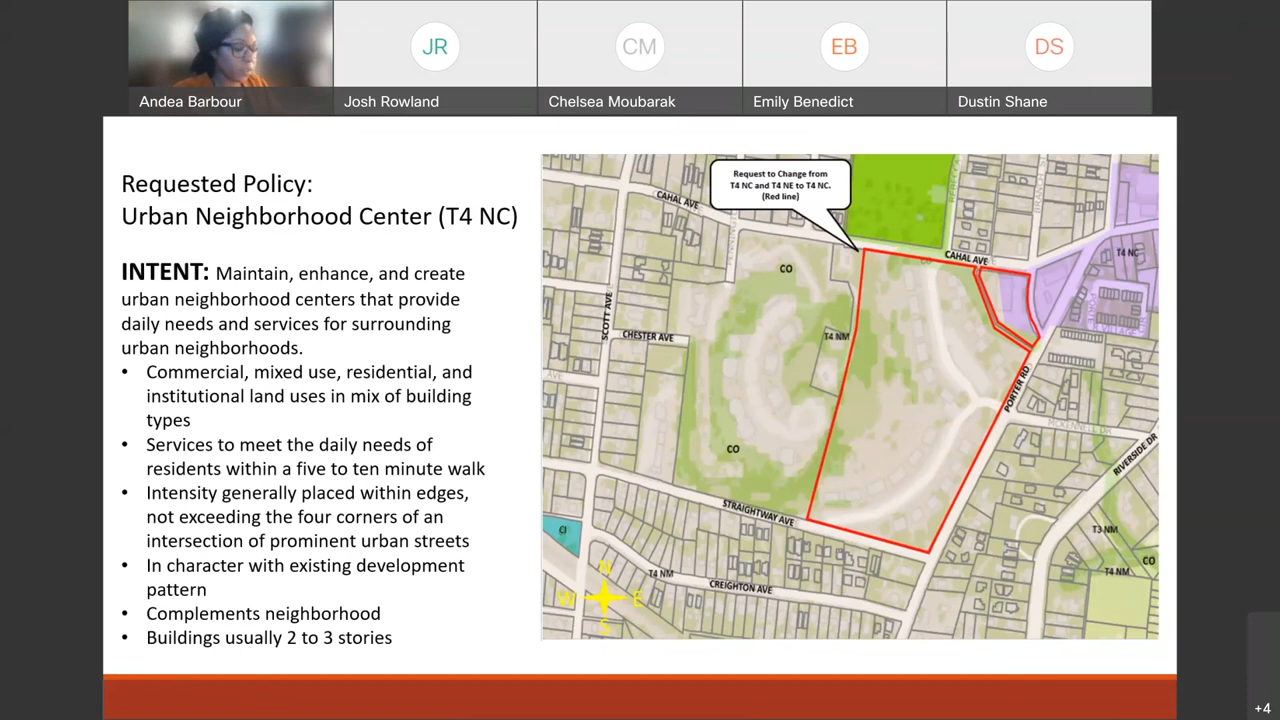 JR
CM
EB
DS
Andea Barbour
Josh Rowland
Chelsea Moubarak
Emily Benedict
Dustin Shane
Requested Policy:
Urban Neighborhood Center (T4 NC)
INTENT: Maintain, enhance, and create
urban neighborhood centers that provide
daily needs and services for surrounding
urban neighborhoods.
• Commercial, mixed use, residential, and
institutional land uses in mix of building
types
• Services to meet the daily needs of
residents within a five to ten minute walk
• Intensity generally placed within edges,
not exceeding the four corners of an
intersection of prominent urban streets
• In character with existing development
pattern
• Complements neighborhood
• Buildings usually 2 to 3 stories
Request to Change from
T4 NC and T4 NE to T4 NC.
(Red line)
CAHAL AVE
CAHAL AVE
CO
CO
T4 NC
SCOTT AVE
CHESTER AVE
T4 NM
AVE
PORTER RD
MCKENNELL DR
RIVERSIDE DR
CO
STRAIGHTWAY AVE
CI
T4 NM
CREIGHTON AVE
T3 NM
CO
T4 NM
N
W
E
S
+4